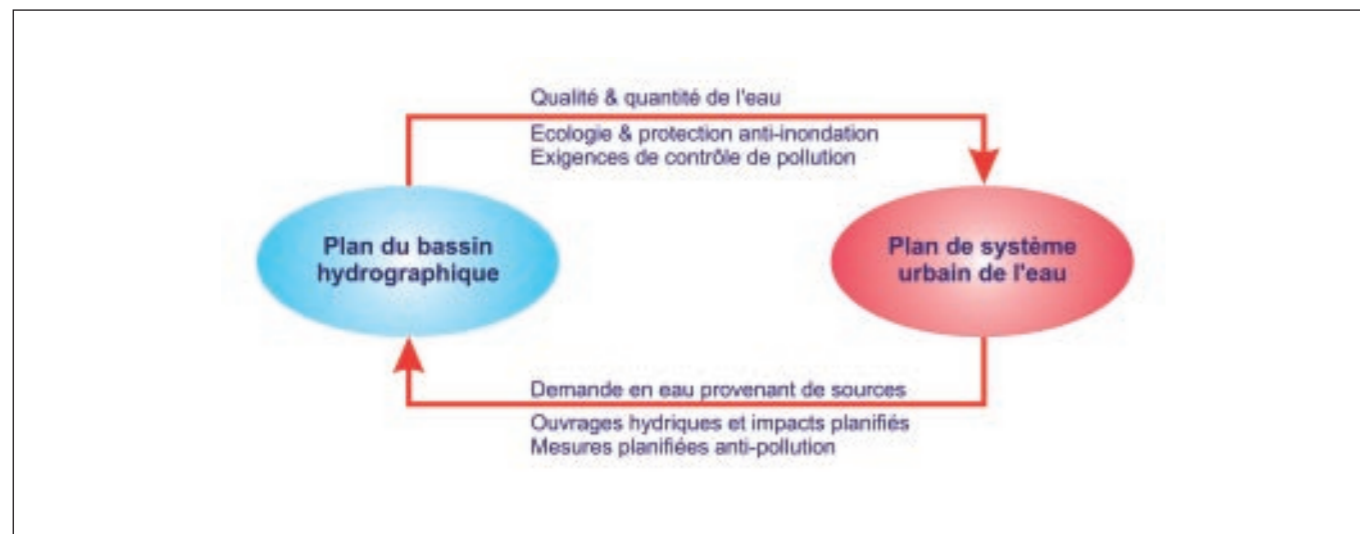 Qualité & quantité de l'eau
Ecologie & protection anti-inondation
Exigences de contrôle de pollution
Plan du bassin
hydrographique
Plan de système
urbain de l'eau
Demande en eau provenant de sources
Ouvrages hydriques et impacts planifiés
Mesures planifiées anti-pollution